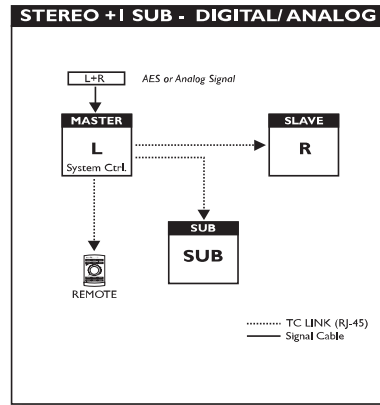 STEREO +1 SUB - DIGITAL/ANALOG
L+R AES or Analog Signal
MASTER SLAVE
L R
System Ctrl.
SUB
SUB
REMOTE
TC LINK (RJ-45)
Signal Cable